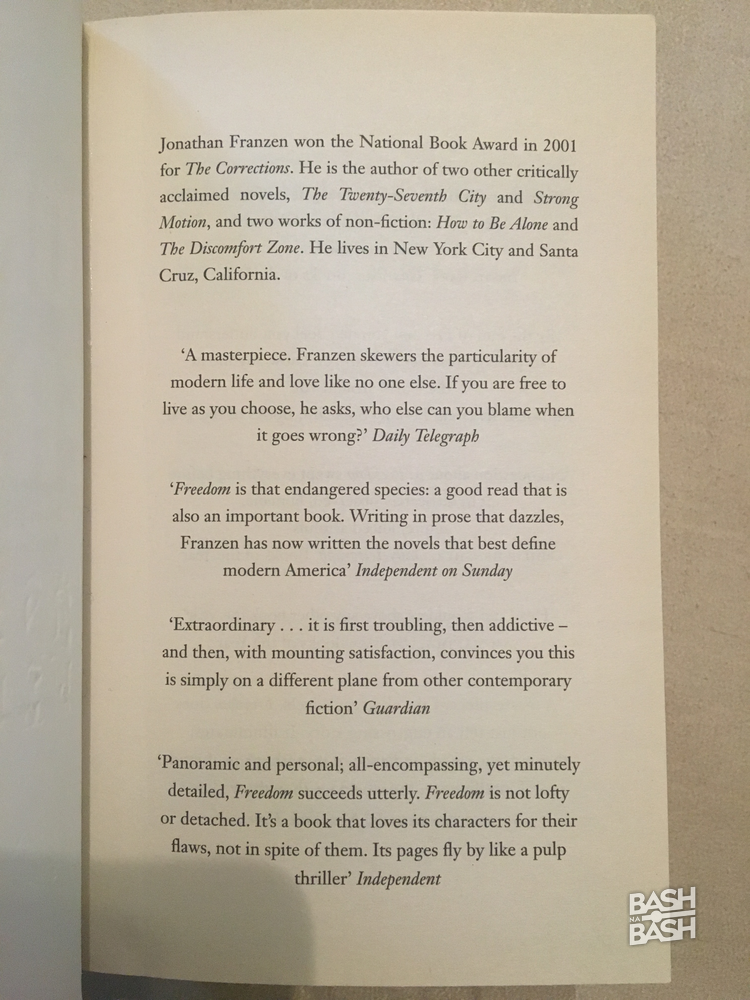 Jonathan Franzen won the National Book Award in 2001
for The Corrections. He is the author of two other critically
acclaimed novels, The Twenty-Seventh City and Strong
Motion, and two works of non-fiction: How to Be Alone and
The Discomfort Zone. He lives in New York City and Santa
Cruz, California.
‘A masterpiece. Franzen skewers the particularity of
modern life and love like no one else. If you are free to
live as you choose, he asks, who else can you blame when
it goes wrong?’ Daily Telegraph
‘Freedom is that endangered species: a good read that is
also an important book. Writing in prose that dazzles,
Franzen has now written the novels that best define
modern America’ Independent on Sunday
‘Extraordinary . . . it is first troubling, then addictive –
and then, with mounting satisfaction, convinces you this
is simply on a different plane from other contemporary
fiction’ Guardian
‘Panoramic and personal; all-encompassing, yet minutely
detailed, Freedom succeeds utterly. Freedom is not lofty
or detached. It’s a book that loves its characters for their
flaws, not in spite of them. Its pages fly by like a pulp
thriller’ Independent
BASH
NA
BASH